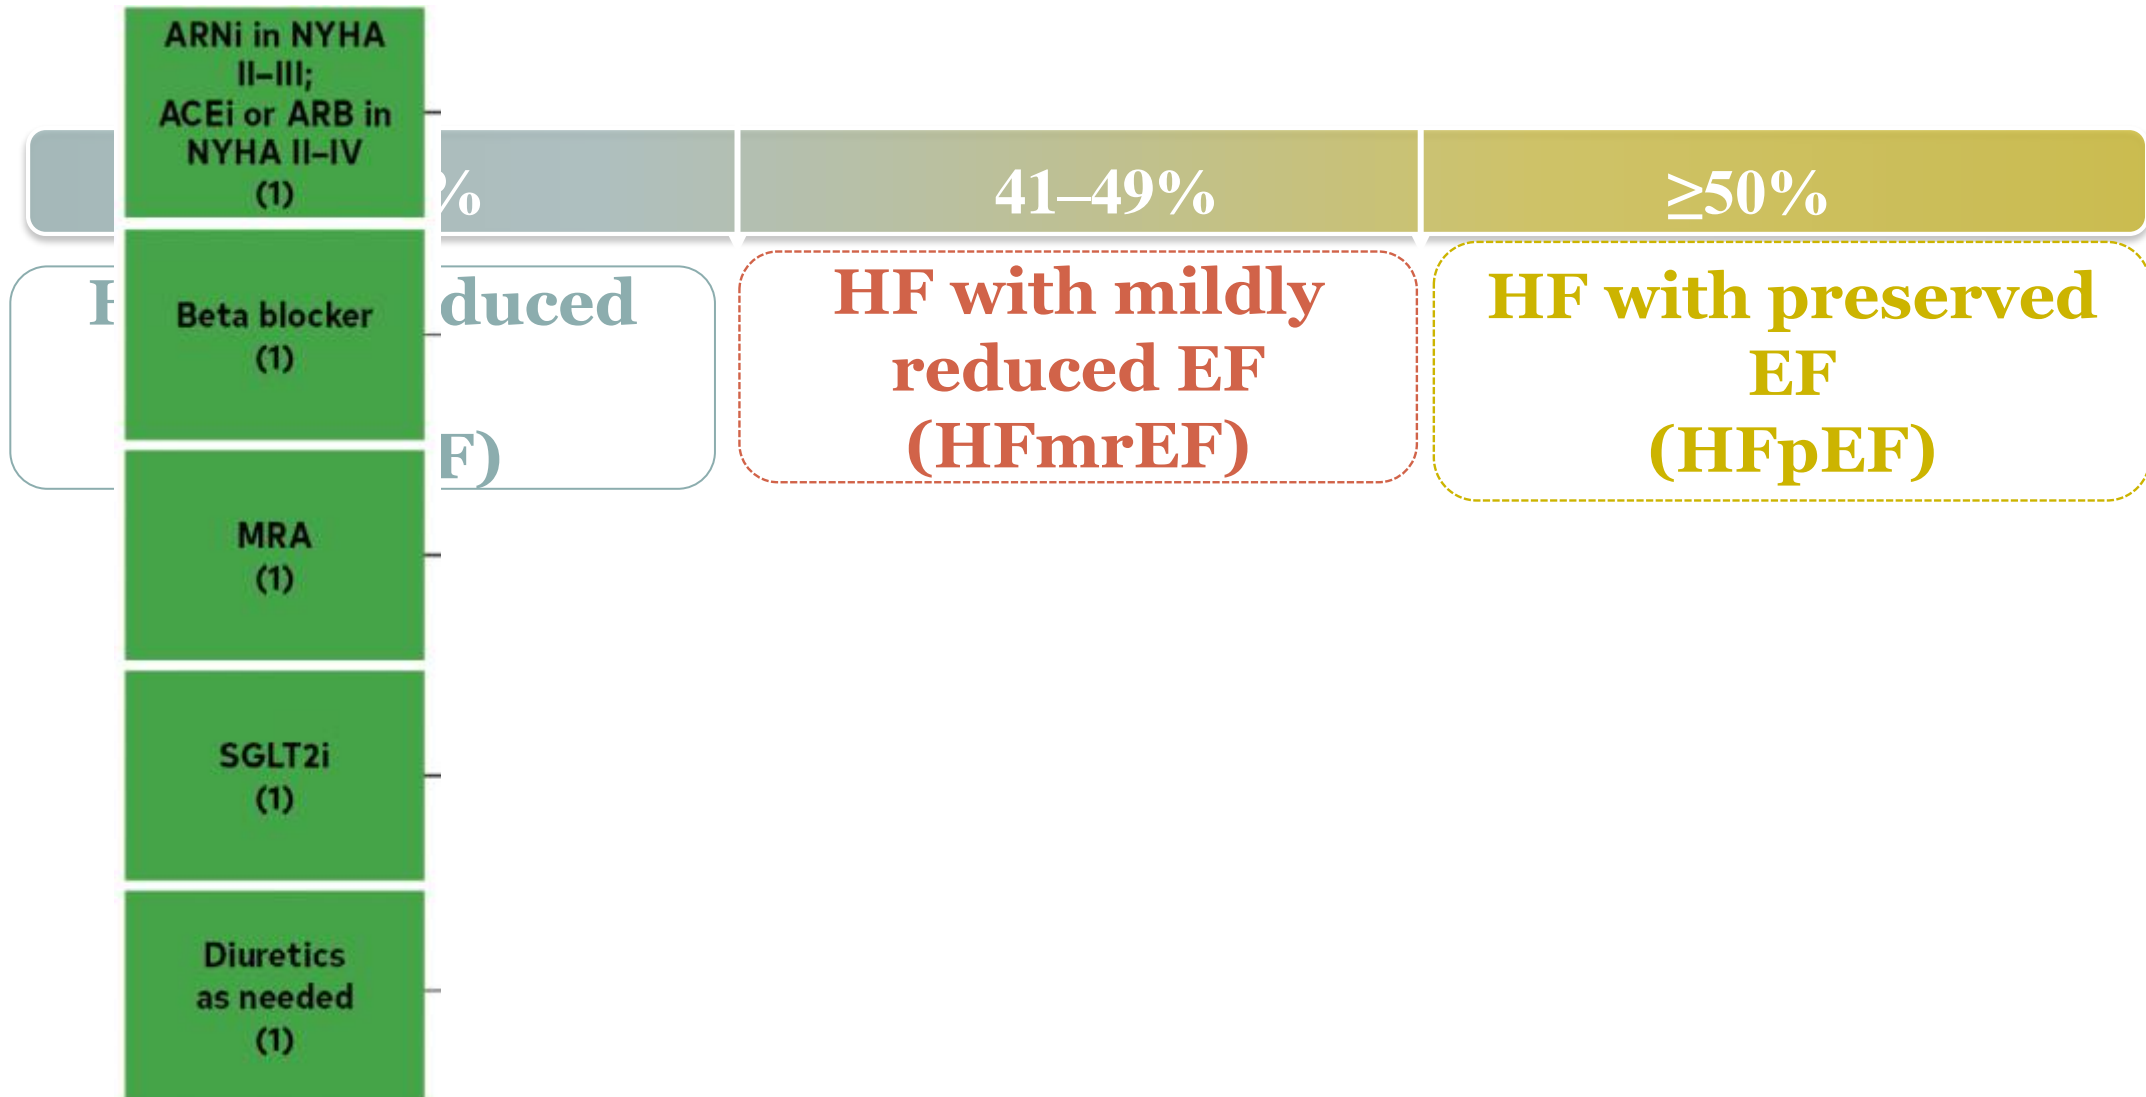 ARNi in NYHA
II–III;
ACEi or ARB in
NYHA II–IV
(1)
Beta blocker
(1)
MRA
(1)
SGLT2i
(1)
Diuretics
as needed
(1)
%
duced
F)
41–49%
HF with mildly
reduced EF
(HFmrEF)
≥50%
HF with preserved
EF
(HFpEF)